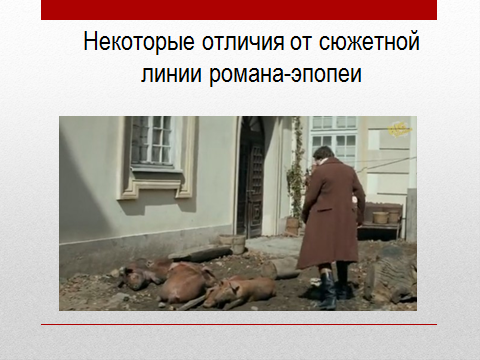 Некоторые отличия от сюжетной
линии романа-эпопеи